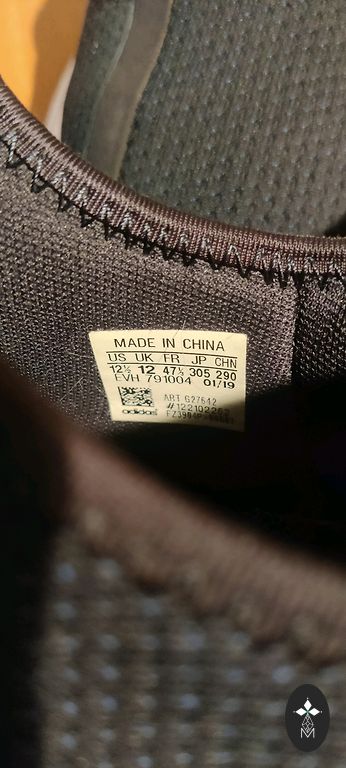 MADE IN CHINA
US UK FR JP CHN
12½ 12 47⅓ 305 290
EVH 791004 01/19
ART G27642
adidas
M